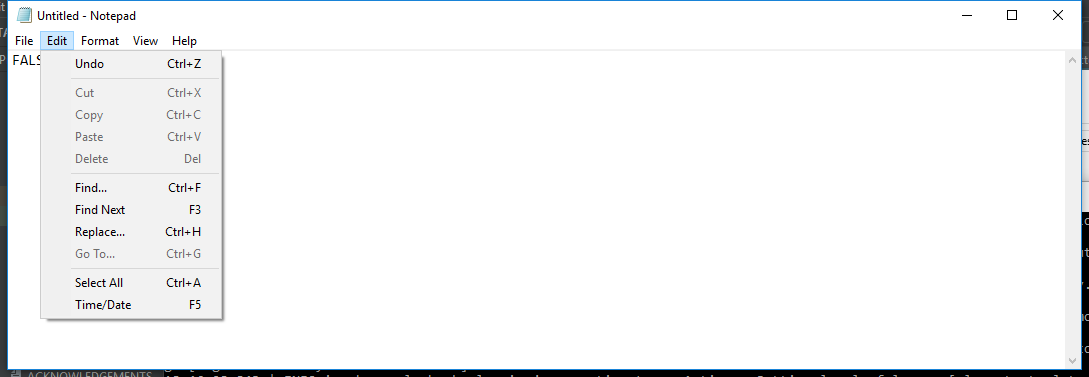 Untitled - Notepad
File Edit Format View Help
FALS
Undo Ctrl+Z
Cut Ctrl+X
Copy Ctrl+C
Paste Ctrl+V
Delete Del
Find... Ctrl+F
Find Next F3
Replace... Ctrl+H
Go To... Ctrl+G
Select All Ctrl+A
Time/Date F5
ACKNOWLEDGEMENTS